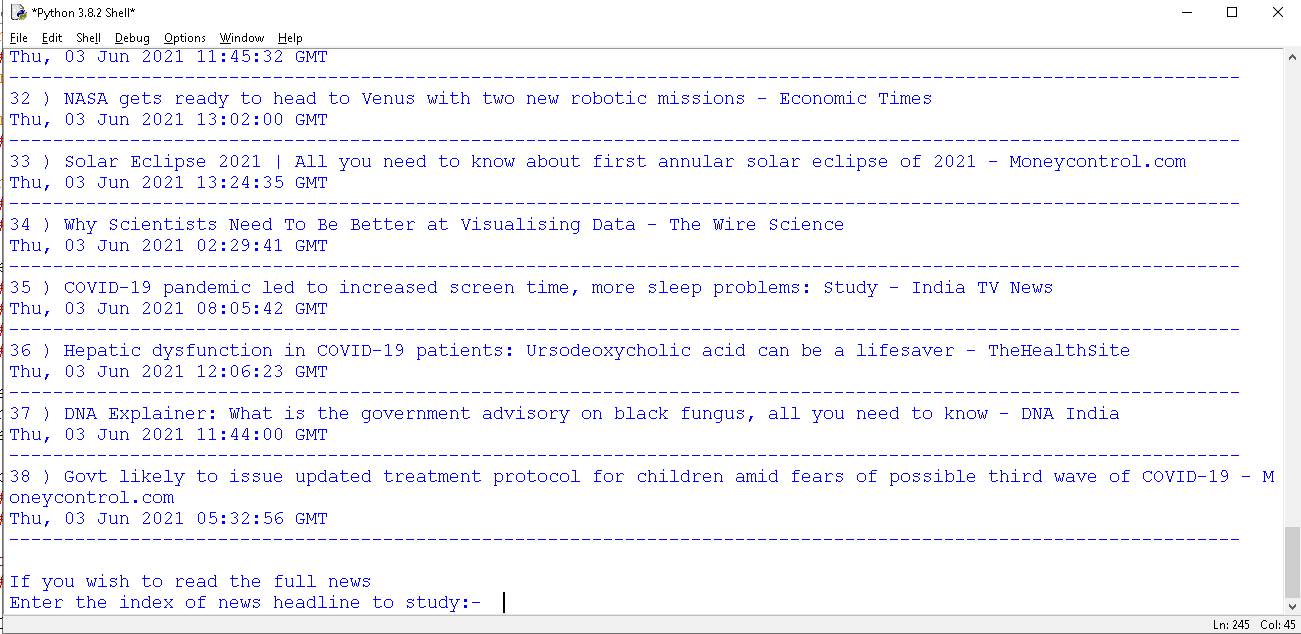 *Python 3.8.2 Shell*
File Edit Shell Debug Options Window Help
Thu, 03 Jun 2021 11:45:32 GMT
----------------------------------------------------------------------------------------------------------------
32 ) NASA gets ready to head to Venus with two new robotic missions - Economic Times
Thu, 03 Jun 2021 13:02:00 GMT
----------------------------------------------------------------------------------------------------------------
33 ) Solar Eclipse 2021 | All you need to know about first annular solar eclipse of 2021 - Moneycontrol.com
Thu, 03 Jun 2021 13:24:35 GMT
----------------------------------------------------------------------------------------------------------------
34 ) Why Scientists Need To Be Better at Visualising Data - The Wire Science
Thu, 03 Jun 2021 02:29:41 GMT
----------------------------------------------------------------------------------------------------------------
35 ) COVID-19 pandemic led to increased screen time, more sleep problems: Study - India TV News
Thu, 03 Jun 2021 08:05:42 GMT
----------------------------------------------------------------------------------------------------------------
36 ) Hepatic dysfunction in COVID-19 patients: Ursodeoxycholic acid can be a lifesaver - TheHealthSite
Thu, 03 Jun 2021 12:06:23 GMT
----------------------------------------------------------------------------------------------------------------
37 ) DNA Explainer: What is the government advisory on black fungus, all you need to know - DNA India
Thu, 03 Jun 2021 11:44:00 GMT
----------------------------------------------------------------------------------------------------------------
38 ) Govt likely to issue updated treatment protocol for children amid fears of possible third wave of COVID-19 - M
oneycontrol.com
Thu, 03 Jun 2021 05:32:56 GMT
----------------------------------------------------------------------------------------------------------------
If you wish to read the full news
Enter the index of news headline to study:-
Ln: 245 Col: 45